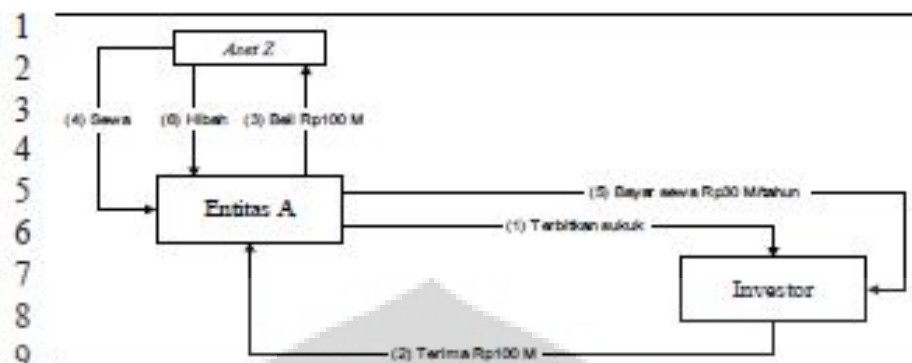 1
Aset Z
2
3
(4) Sewa (6) Hibah (3) Beli Rp100 M
4
5
(5) Bayar sewa Rp30 M/tahun
Entitas A
6
(1) Terbitkan sukuk
7
Investor
8
9
(2) Terima Rp100 M